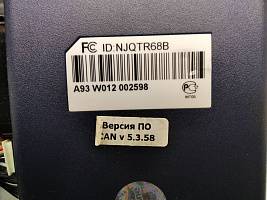 FC ID:NJQTR68B
A93 W012 002598
Версия ПО
CAN v 5.3.58